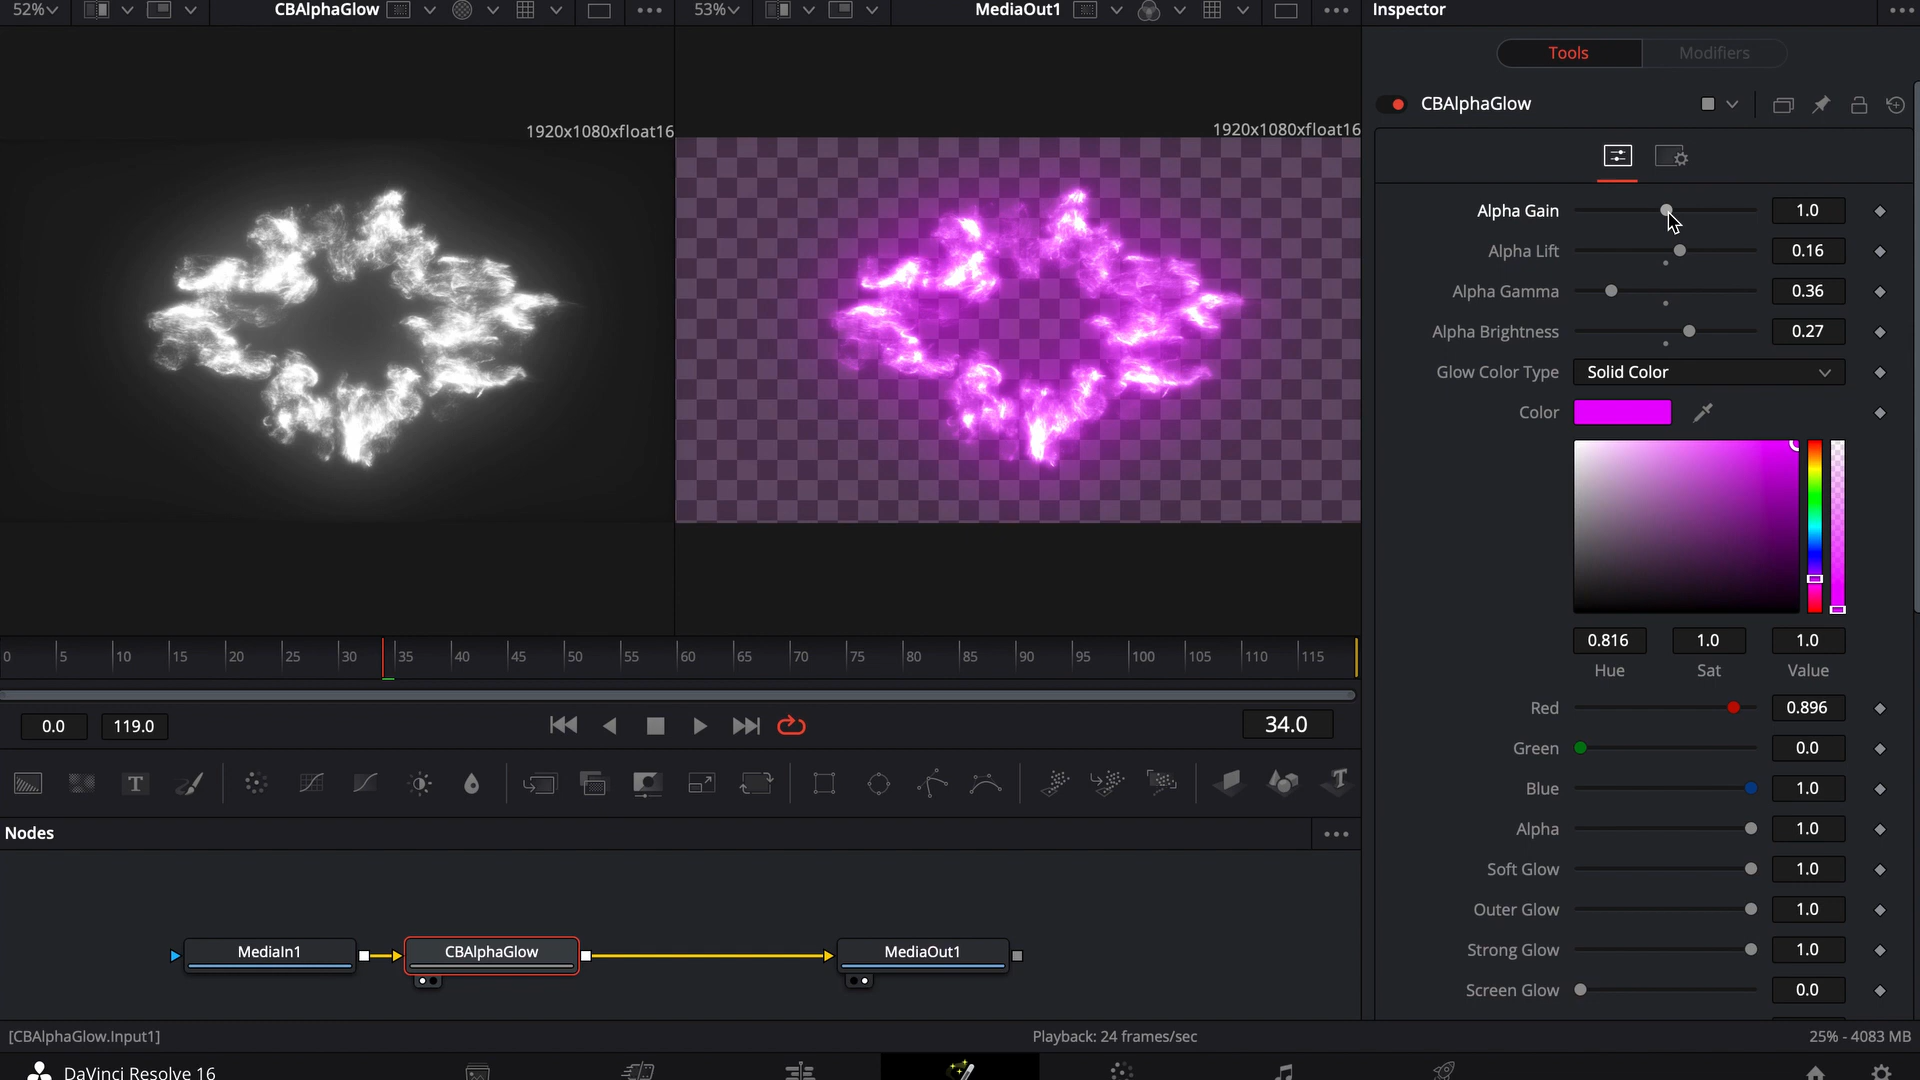 52% CBAlphaGlow 53% MediaOut1 Inspector
Tools Modifiers
CBAlphaGlow
1920x1080xfloat16 1920x1080xfloat16
Alpha Gain 1.0
Alpha Lift 0.16
Alpha Gamma 0.36
Alpha Brightness 0.27
Glow Color Type Solid Color
Color
0.816 1.0 1.0
Hue Sat Value
0 5 10 15 20 25 30 35 40 45 50 55 60 65 70 75 80 85 90 95 100 105 110 115
Red 0.896
0.0 119.0 34.0
Green 0.0
Blue 1.0
Alpha 1.0
Nodes
Soft Glow 1.0
Outer Glow 1.0
MediaIn1 CBAlphaGlow MediaOut1
Strong Glow 1.0
Screen Glow 0.0
[CBAlphaGlow.Input1] Playback: 24 frames/sec 25% - 4083 MB
DaVinci Resolve 16